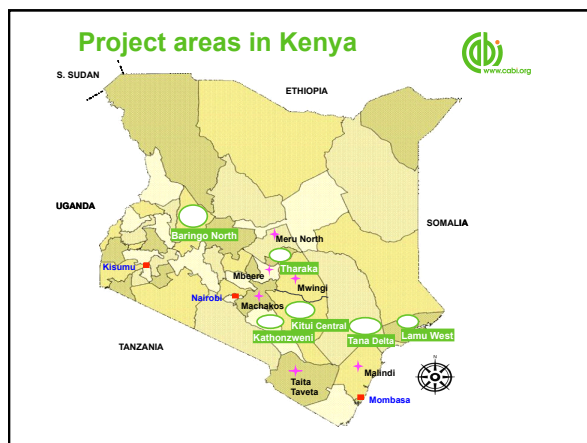 Project areas in Kenya
cabi
www.cabi.org
S. SUDAN
ETHIOPIA
UGANDA
SOMALIA
Baringo North
Meru North
Kisumu
Tharaka
Mbeere
Mwingi
Nairobi
Machakos
Kitui Central
Kathonzweni
Tana Delta
Lamu West
TANZANIA
Taita
Taveta
Malindi
Mombasa
N